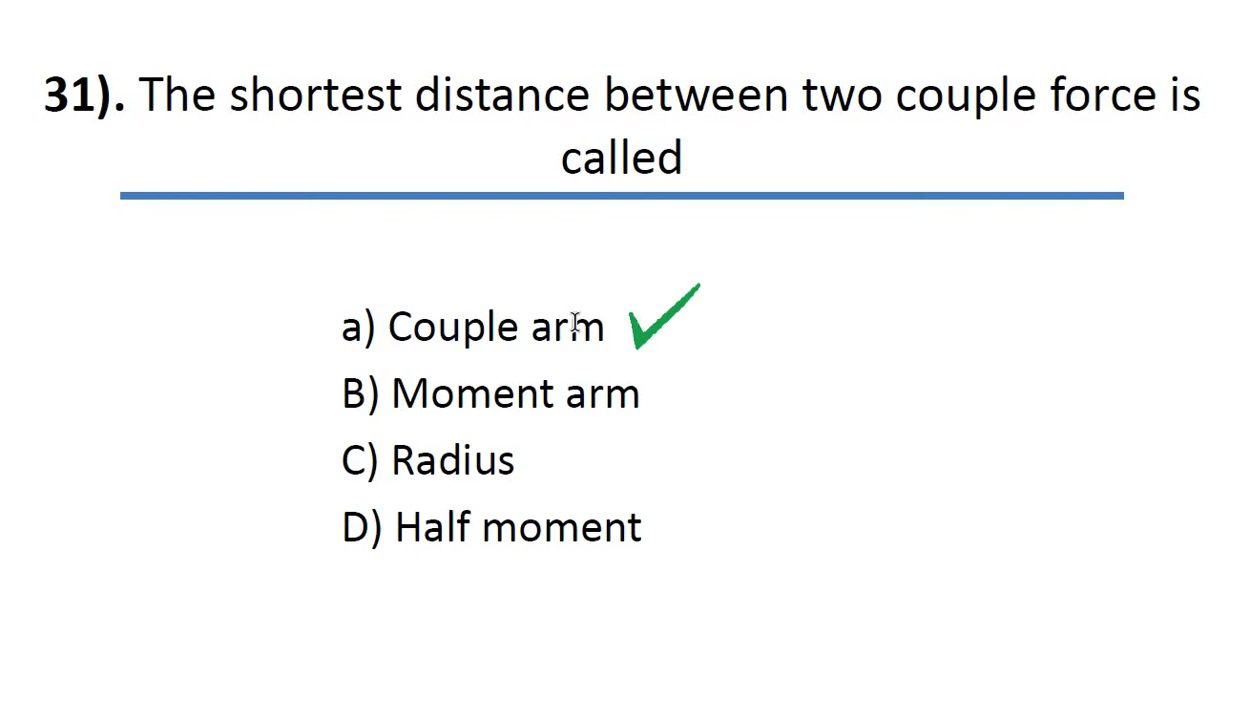 31). The shortest distance between two couple force is
called
a) Couple arm
B) Moment arm
C) Radius
D) Half moment